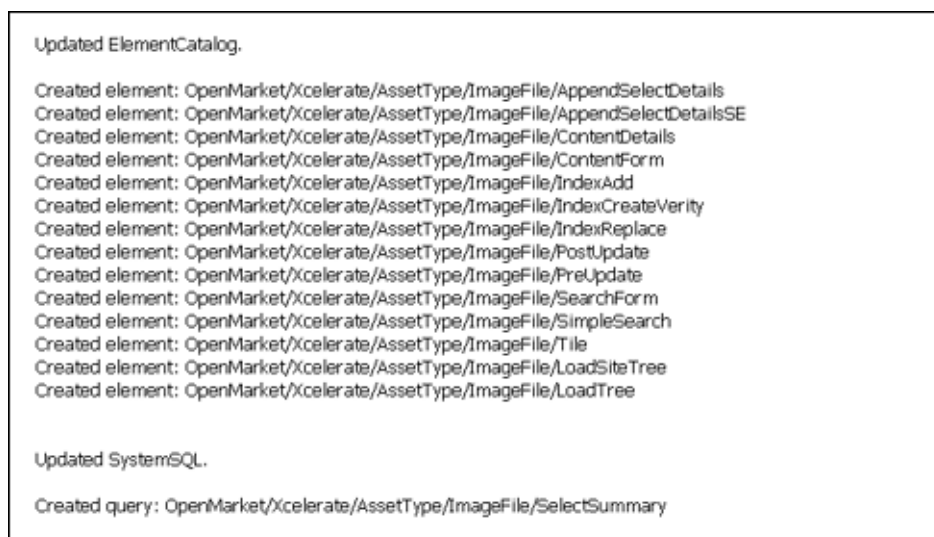 Updated ElementCatalog.
Created element: OpenMarket/Xcelerate/AssetType/ImageFile/AppendSelectDetails
Created element: OpenMarket/Xcelerate/AssetType/ImageFile/AppendSelectDetailsSE
Created element: OpenMarket/Xcelerate/AssetType/ImageFile/ContentDetails
Created element: OpenMarket/Xcelerate/AssetType/ImageFile/ContentForm
Created element: OpenMarket/Xcelerate/AssetType/ImageFile/IndexAdd
Created element: OpenMarket/Xcelerate/AssetType/ImageFile/IndexCreateVerity
Created element: OpenMarket/Xcelerate/AssetType/ImageFile/IndexReplace
Created element: OpenMarket/Xcelerate/AssetType/ImageFile/PostUpdate
Created element: OpenMarket/Xcelerate/AssetType/ImageFile/PreUpdate
Created element: OpenMarket/Xcelerate/AssetType/ImageFile/SearchForm
Created element: OpenMarket/Xcelerate/AssetType/ImageFile/SimpleSearch
Created element: OpenMarket/Xcelerate/AssetType/ImageFile/Tile
Created element: OpenMarket/Xcelerate/AssetType/ImageFile/LoadSiteTree
Created element: OpenMarket/Xcelerate/AssetType/ImageFile/LoadTree
Updated SystemSQL.
Created query: OpenMarket/Xcelerate/AssetType/ImageFile/SelectSummary